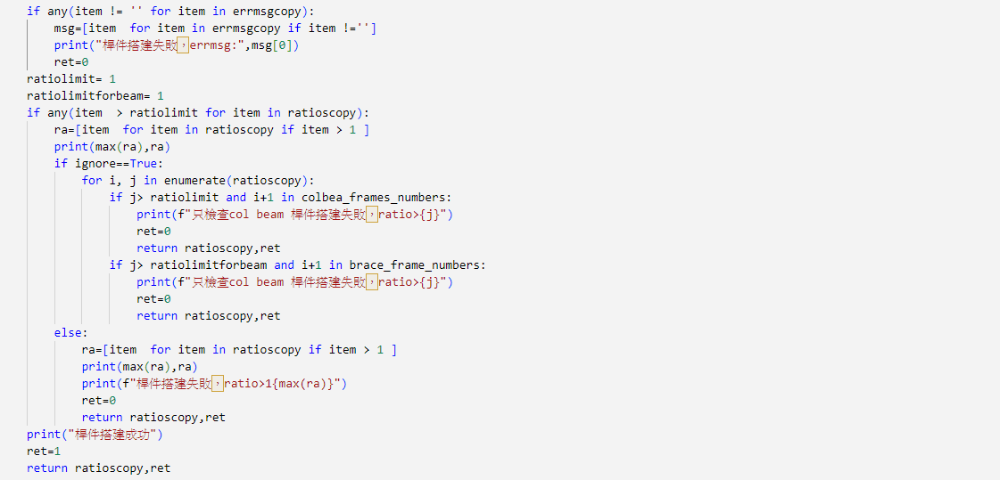 if any(item != '' for item in errmsgcopy):
    msg=[item  for item in errmsgcopy if item !='']
    print("桿件搭建失敗，errmsg:",msg[0])
    ret=0
ratiolimit= 1
ratiolimitforbeam= 1
if any(item  > ratiolimit for item in ratioscopy):
    ra=[item  for item in ratioscopy if item > 1 ]
    print(max(ra),ra)
    if ignore==True:
        for i, j in enumerate(ratioscopy):
            if j> ratiolimit and i+1 in colbea_frames_numbers:
                print(f"只檢查col beam 桿件搭建失敗，ratio>{j}")
                ret=0
                return ratioscopy,ret
            if j> ratiolimitforbeam and i+1 in brace_frame_numbers:
                print(f"只檢查col beam 桿件搭建失敗，ratio>{j}")
                ret=0
                return ratioscopy,ret
    else:
        ra=[item  for item in ratioscopy if item > 1 ]
        print(max(ra),ra)
        print(f"桿件搭建失敗，ratio>1{max(ra)}")
        ret=0
        return ratioscopy,ret
print("桿件搭建成功")
ret=1
return ratioscopy,ret